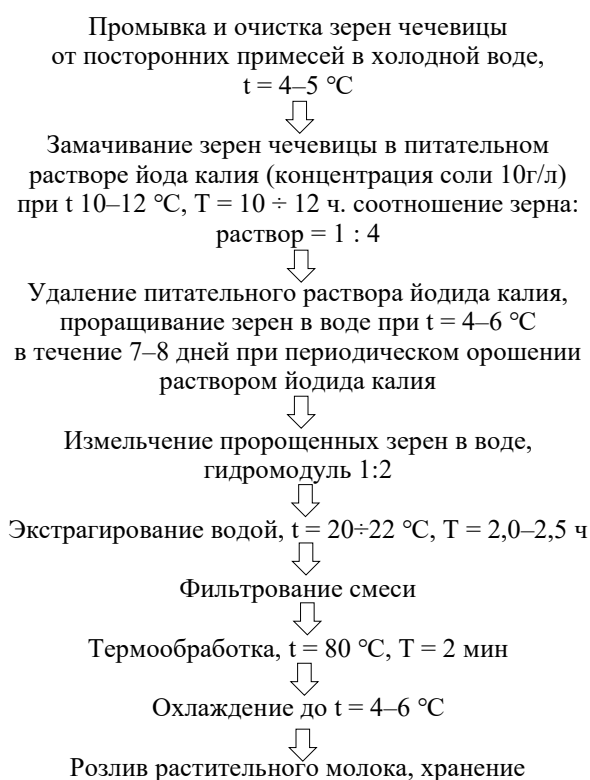 Промывка и очистка зерен чечевицы
от посторонних примесей в холодной воде,
t = 4–5 °С
Замачивание зерен чечевицы в питательном
растворе йода калия (концентрация соли 10г/л)
при t 10–12 °С, Т = 10 ÷ 12 ч. соотношение зерна:
раствор = 1 : 4
Удаление питательного раствора йодида калия,
проращивание зерен в воде при t = 4–6 °С
в течение 7–8 дней при периодическом орошении
раствором йодида калия
Измельчение пророщенных зерен в воде,
гидромодуль 1:2
Экстрагирование водой, t = 20÷22 °С, Т = 2,0–2,5 ч
Фильтрование смеси
Термообработка, t = 80 °С, Т = 2 мин
Охлаждение до t = 4–6 °С
Розлив растительного молока, хранение